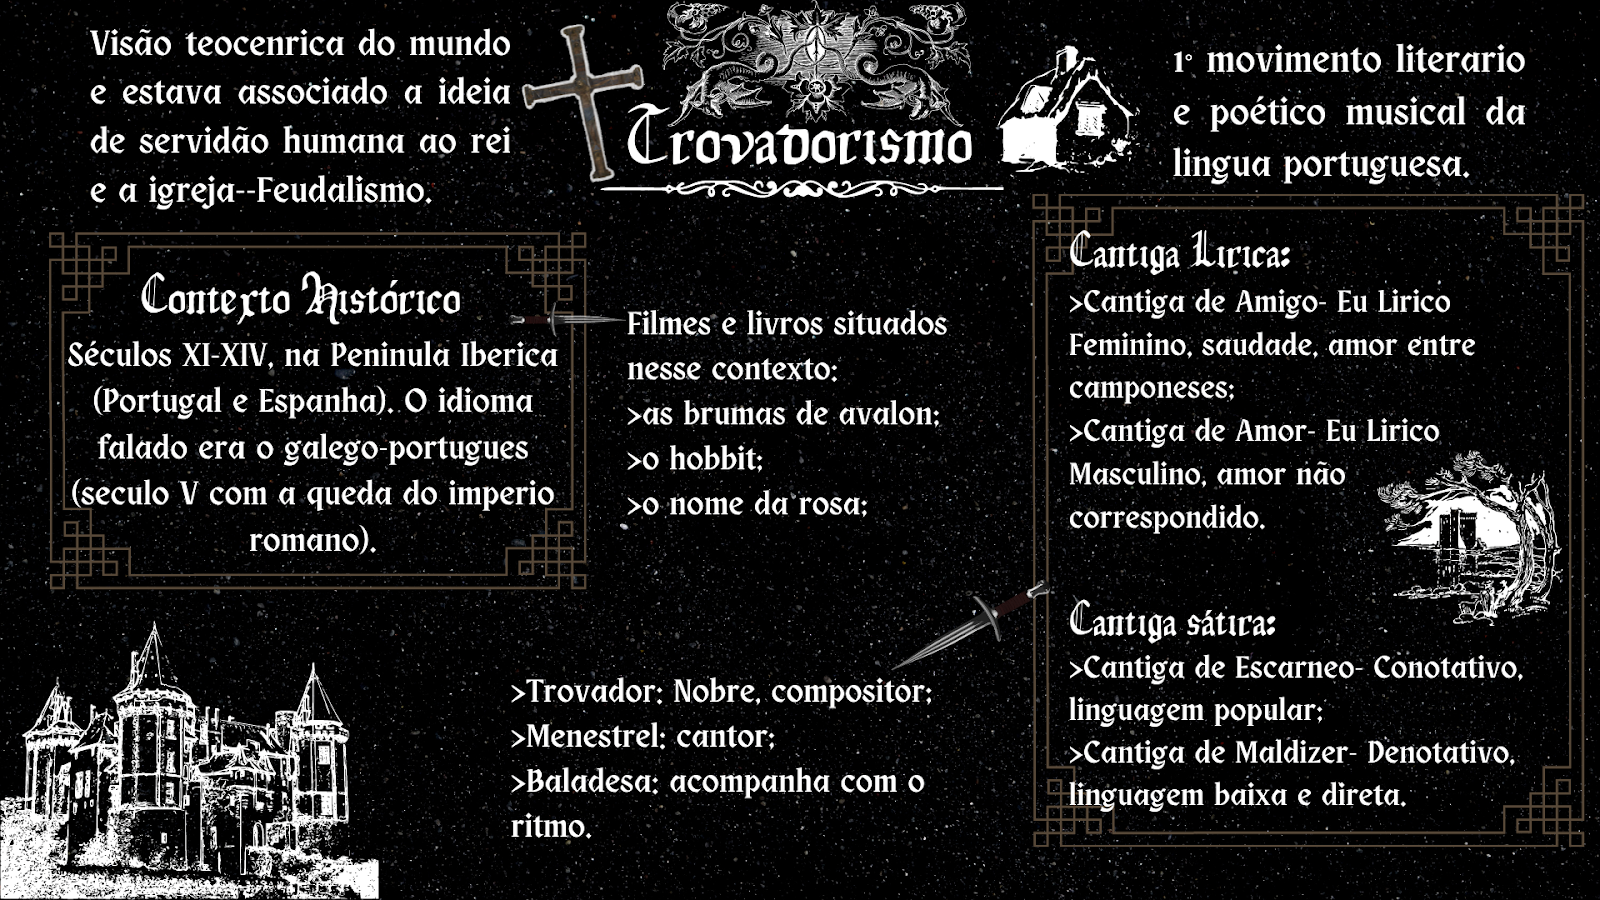 Visão teocenrica do mundo
e estava associado a ideia
de servidão humana ao rei
e a igreja--Feudalismo.
Trovadorismo
1º movimento literario
e poético musical da
lingua portuguesa.
Contexto Histórico
Séculos XI-XIV, na Peninula Iberica
(Portugal e Espanha). O idioma
falado era o galego-portugues
(seculo V com a queda do imperio
romano).
Filmes e livros situados
nesse contexto:
>as brumas de avalon;
>o hobbit;
>o nome da rosa;
>Trovador: Nobre, compositor;
>Menestrel: cantor;
>Baladesa: acompanha com o
ritmo.
Cantiga Lirica:
>Cantiga de Amigo- Eu Lirico
Feminino, saudade, amor entre
camponeses;
>Cantiga de Amor- Eu Lirico
Masculino, amor não
correspondido.
Cantiga sátira:
>Cantiga de Escarneo- Conotativo,
linguagem popular;
>Cantiga de Maldizer- Denotativo,
linguagem baixa e direta.